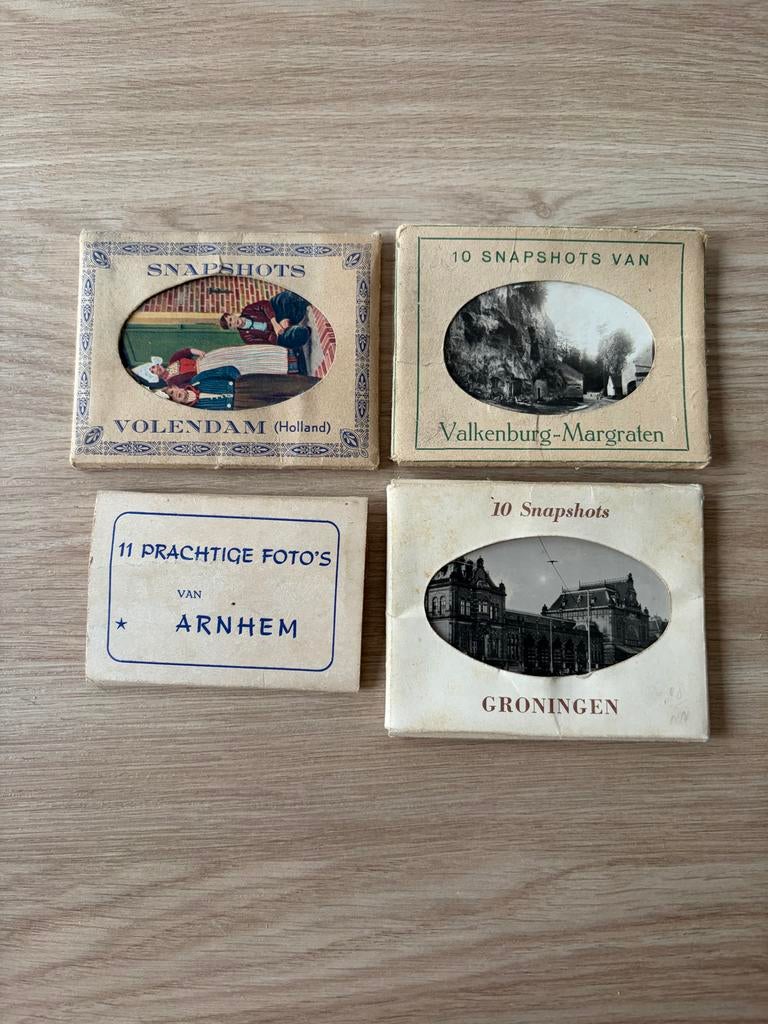 SNAPSHOTS
VOLENDAM (Holland)
10 SNAPSHOTS VAN
Valkenburg-Margraten
11 PRACHTIGE FOTO'S
VAN
ARNHEM
10 Snapshots
GRONINGEN